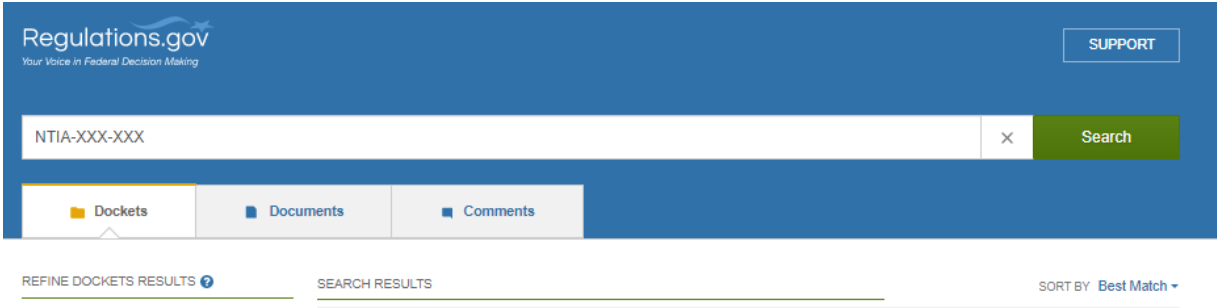 Regulations.gov
Your Voice in Federal Decision Making
SUPPORT
NTIA-XXX-XXX
Search
Dockets
Documents
Comments
REFINE DOCKETS RESULTS
SEARCH RESULTS
SORT BY Best Match